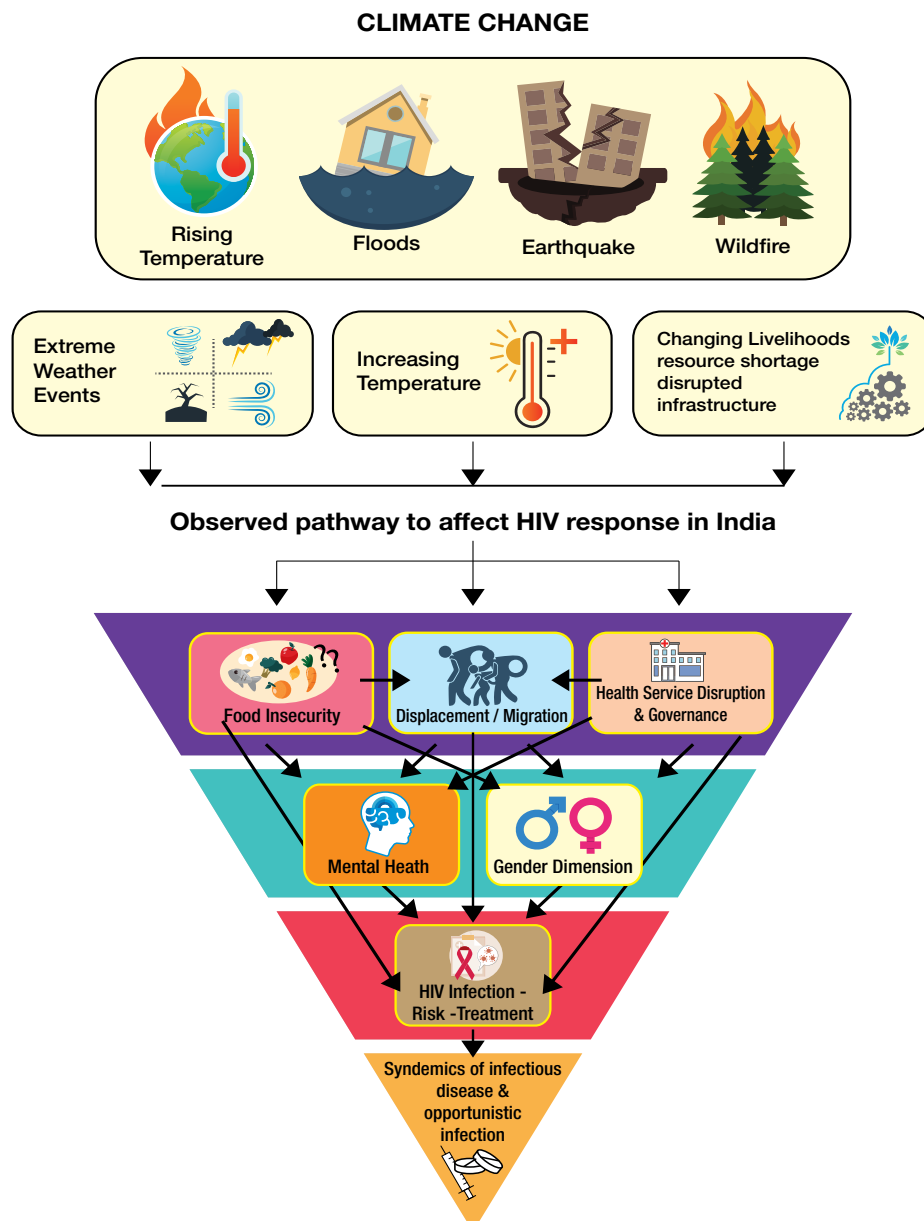 CLIMATE CHANGE
Rising
Temperature
Floods
Earthquake
Wildfire
Extreme
Weather
Events
Increasing
Temperature
Changing Livelihoods
resource shortage
disrupted
infrastructure
Observed pathway to affect HIV response in India
??
Food Insecurity
Displacement / Migration
Health Service Disruption
& Governance
Mental Heath
Gender Dimension
HIV Infection -
Risk -Treatment
Syndemics of infectious
disease &
opportunistic
infection